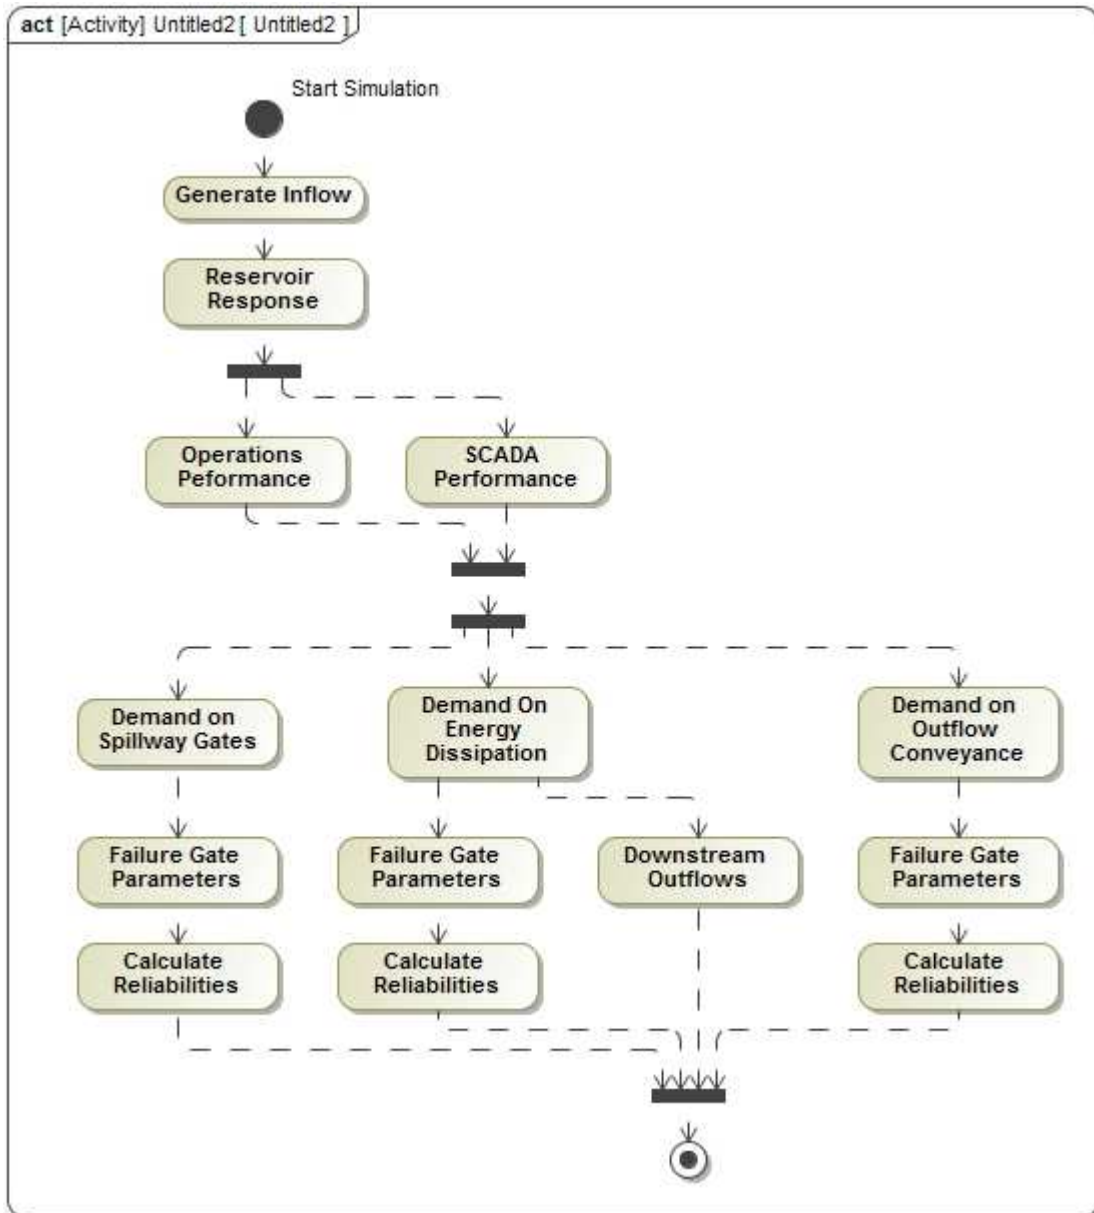 act [Activity] Untitled2[ Untitled2 ]
Start Simulation
Generate Inflow
Reservoir
Response
Operations
Peformance
SCADA
Performance
Demand on
Spillway Gates
Demand On
Energy
Dissipation
Demand on
Outflow
Conveyance
Failure Gate
Parameters
Failure Gate
Parameters
Downstream
Outflows
Failure Gate
Parameters
Calculate
Reliabilities
Calculate
Reliabilities
Calculate
Reliabilities